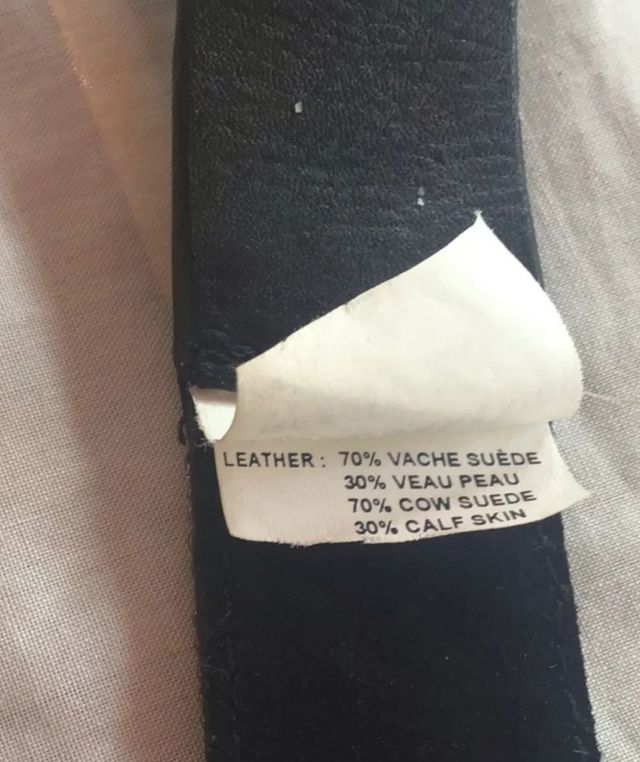 LEATHER: 70% VACHE SUÈDE
30% VEAU PEAU
70% COW SUEDE
30% CALF SKIN